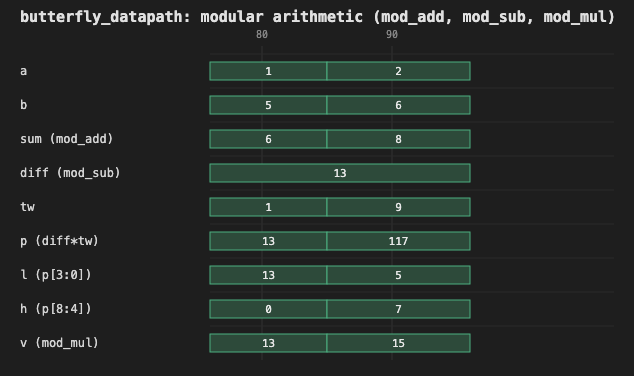 butterfly_datapath: modular arithmetic (mod_add, mod_sub, mod_mul)
80 90
a 1 2
b 5 6
sum (mod_add) 6 8
diff (mod_sub) 13
tw 1 9
p (diff*tw) 13 117
l (p[3:0]) 13 5
h (p[8:4]) 0 7
v (mod_mul) 13 15